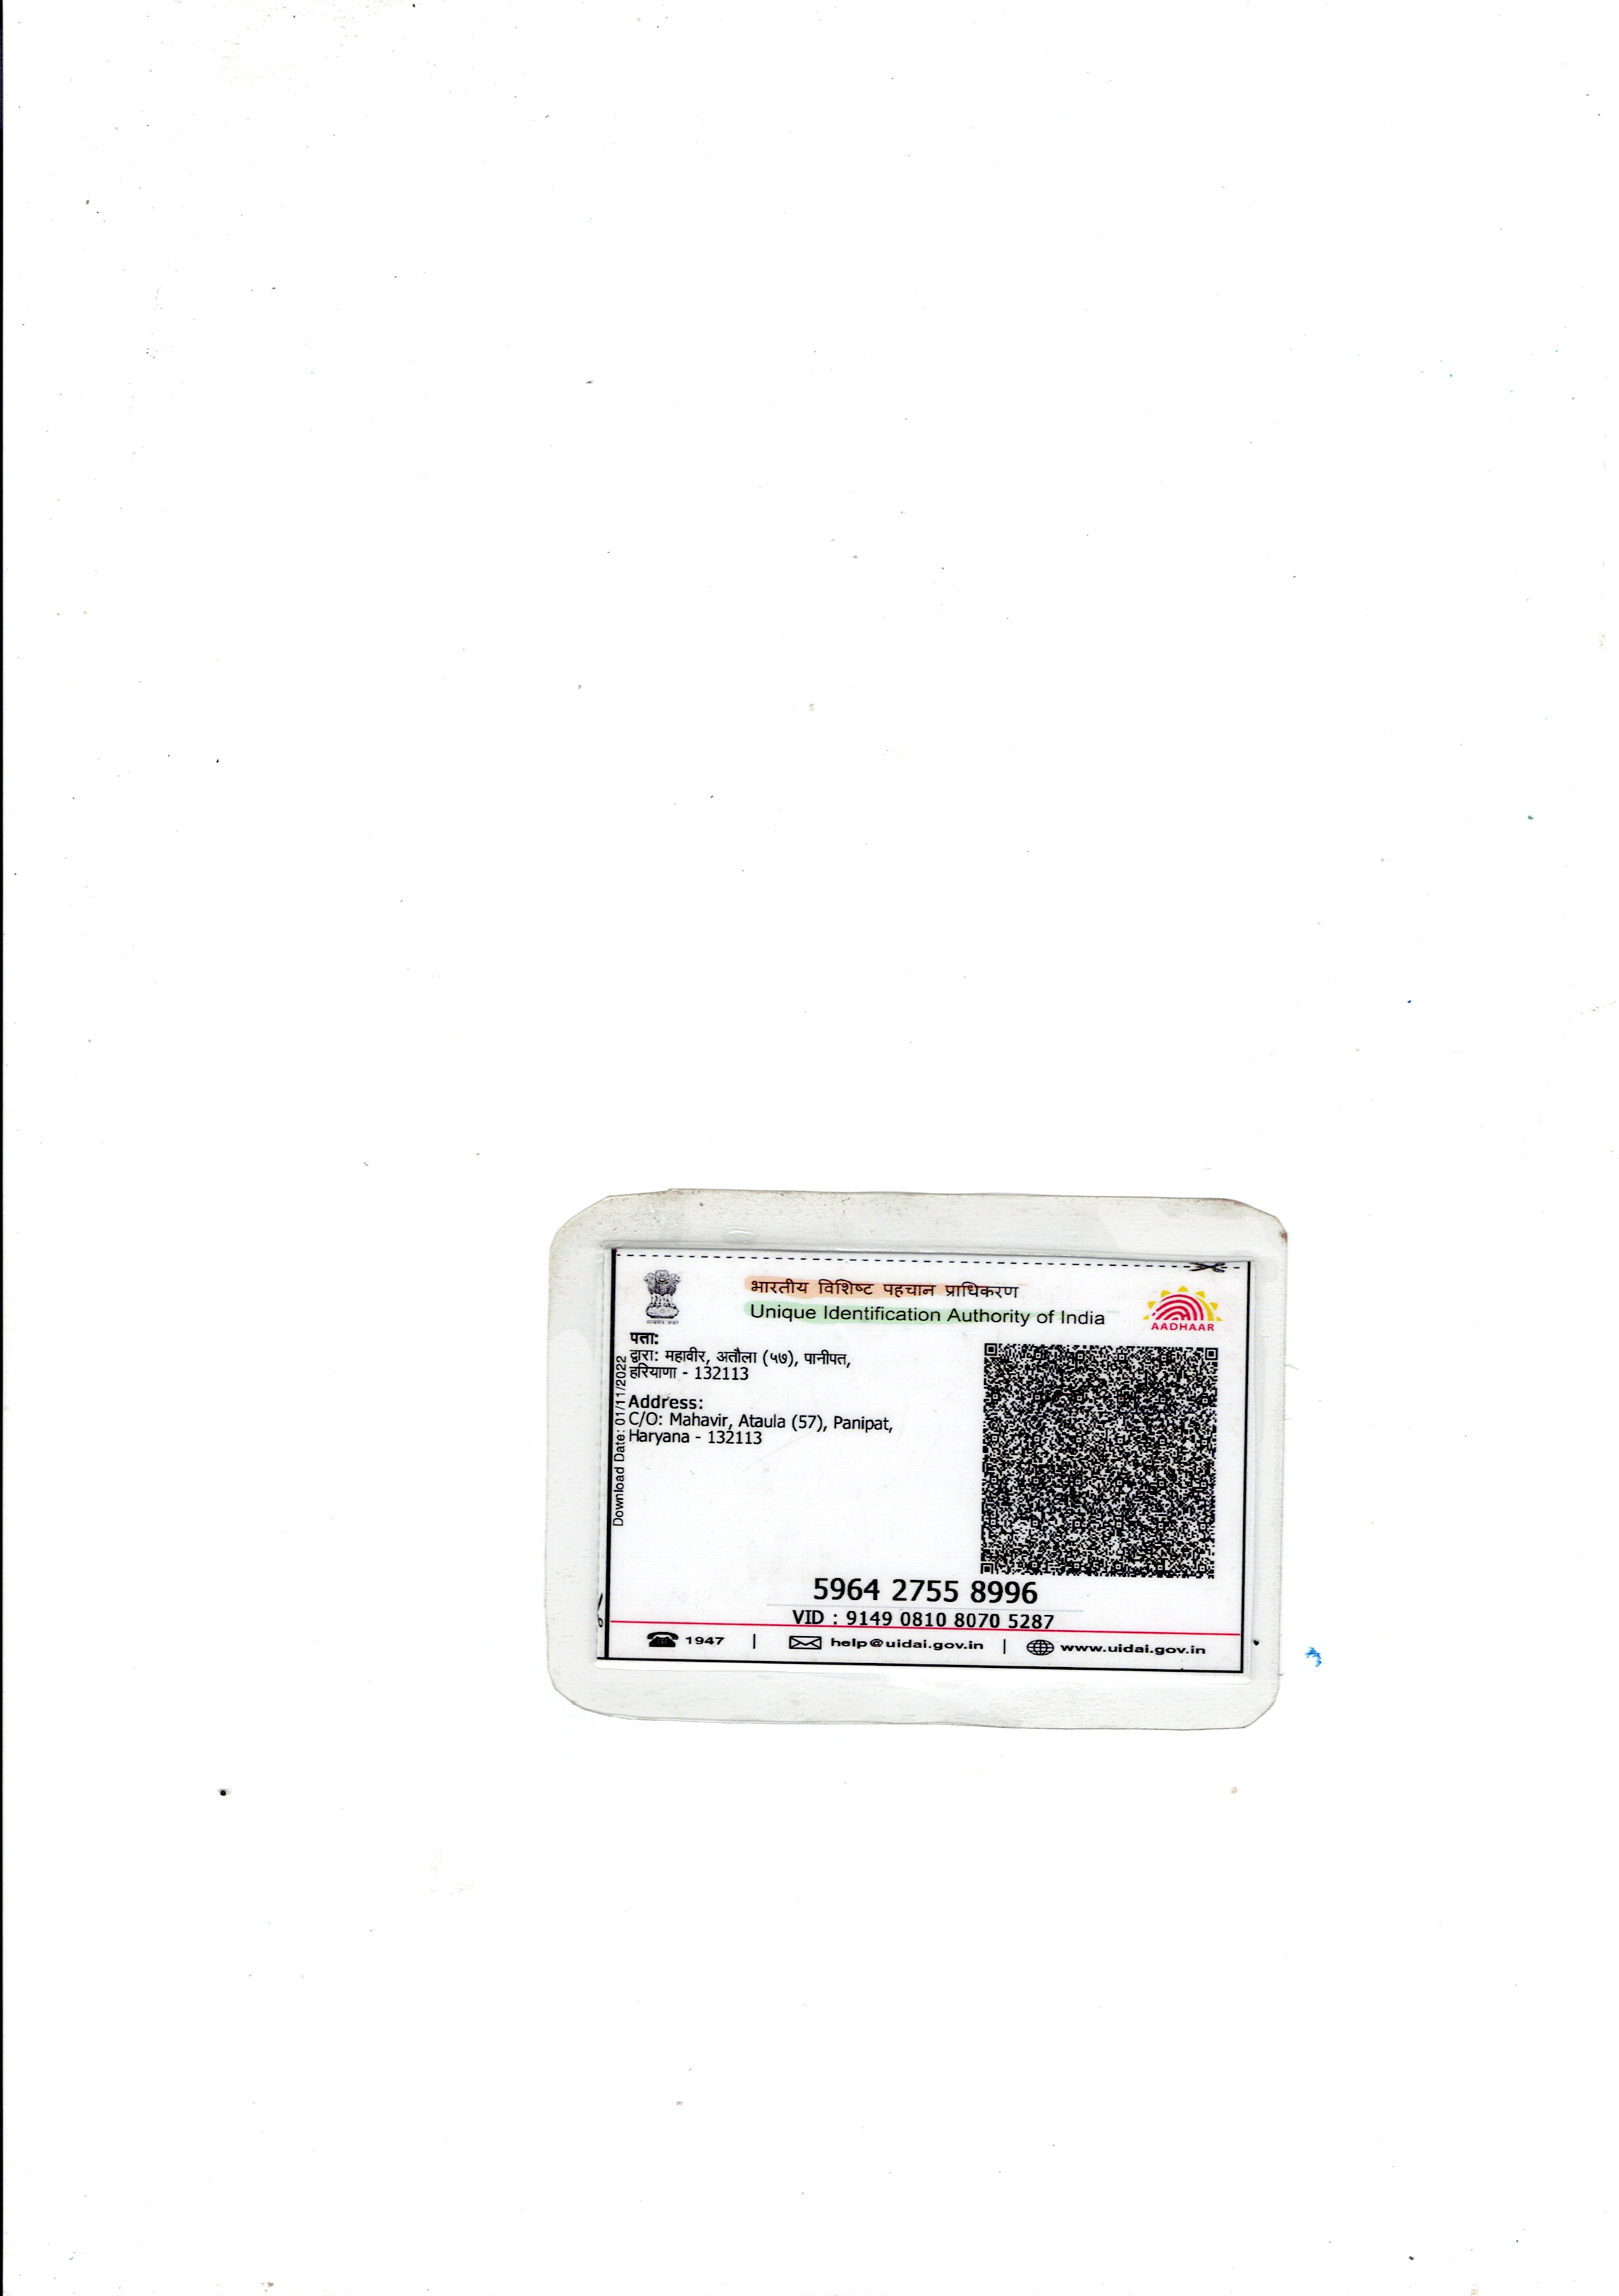 भारतीय विशिष्ट पहचान प्राधिकरण
Unique Identification Authority of India
AADHAAR
पता:
द्वारा: महावीर, अतौला (५७), पानीपत,
हरियाणा - 132113
Address:
C/O: Mahavir, Ataula (57), Panipat,
Haryana - 132113
Download Date: 01/11/2022
5964 2755 8996
VID : 9149 0810 8070 5287
1947 | help@uidai.gov.in | www.uidai.gov.in